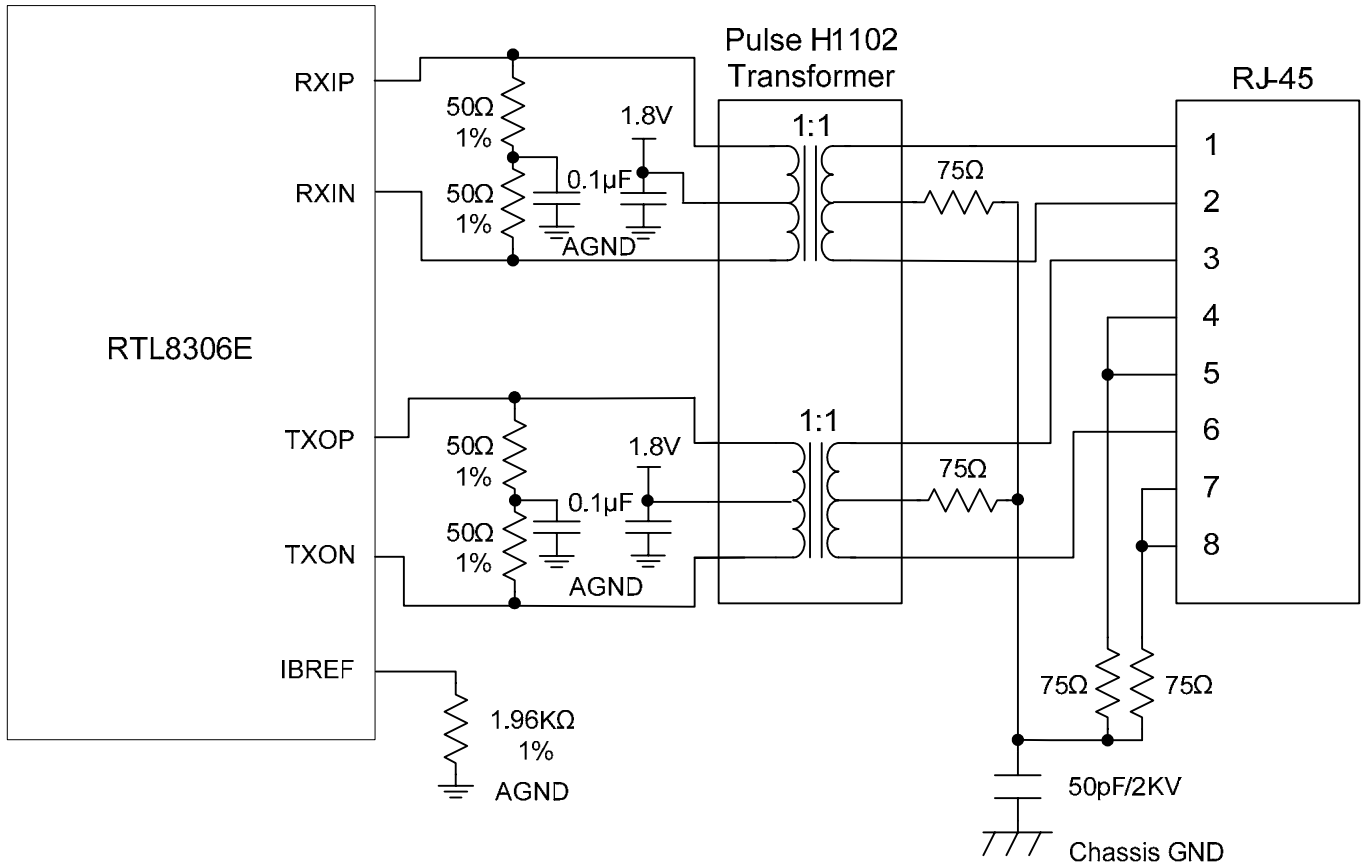 Pulse H1102
Transformer
RJ-45
RXIP
50Ω
1%
1.8V
1:1
1
75Ω
0.1µF
RXIN
50Ω
1%
2
AGND
3
4
RTL8306E
5
TXOP
50Ω
1%
1.8V
1:1
6
75Ω
7
0.1µF
TXON
50Ω
1%
8
AGND
IBREF
75Ω
75Ω
1.96KΩ
1%
AGND
50pF/2KV
Chassis GND